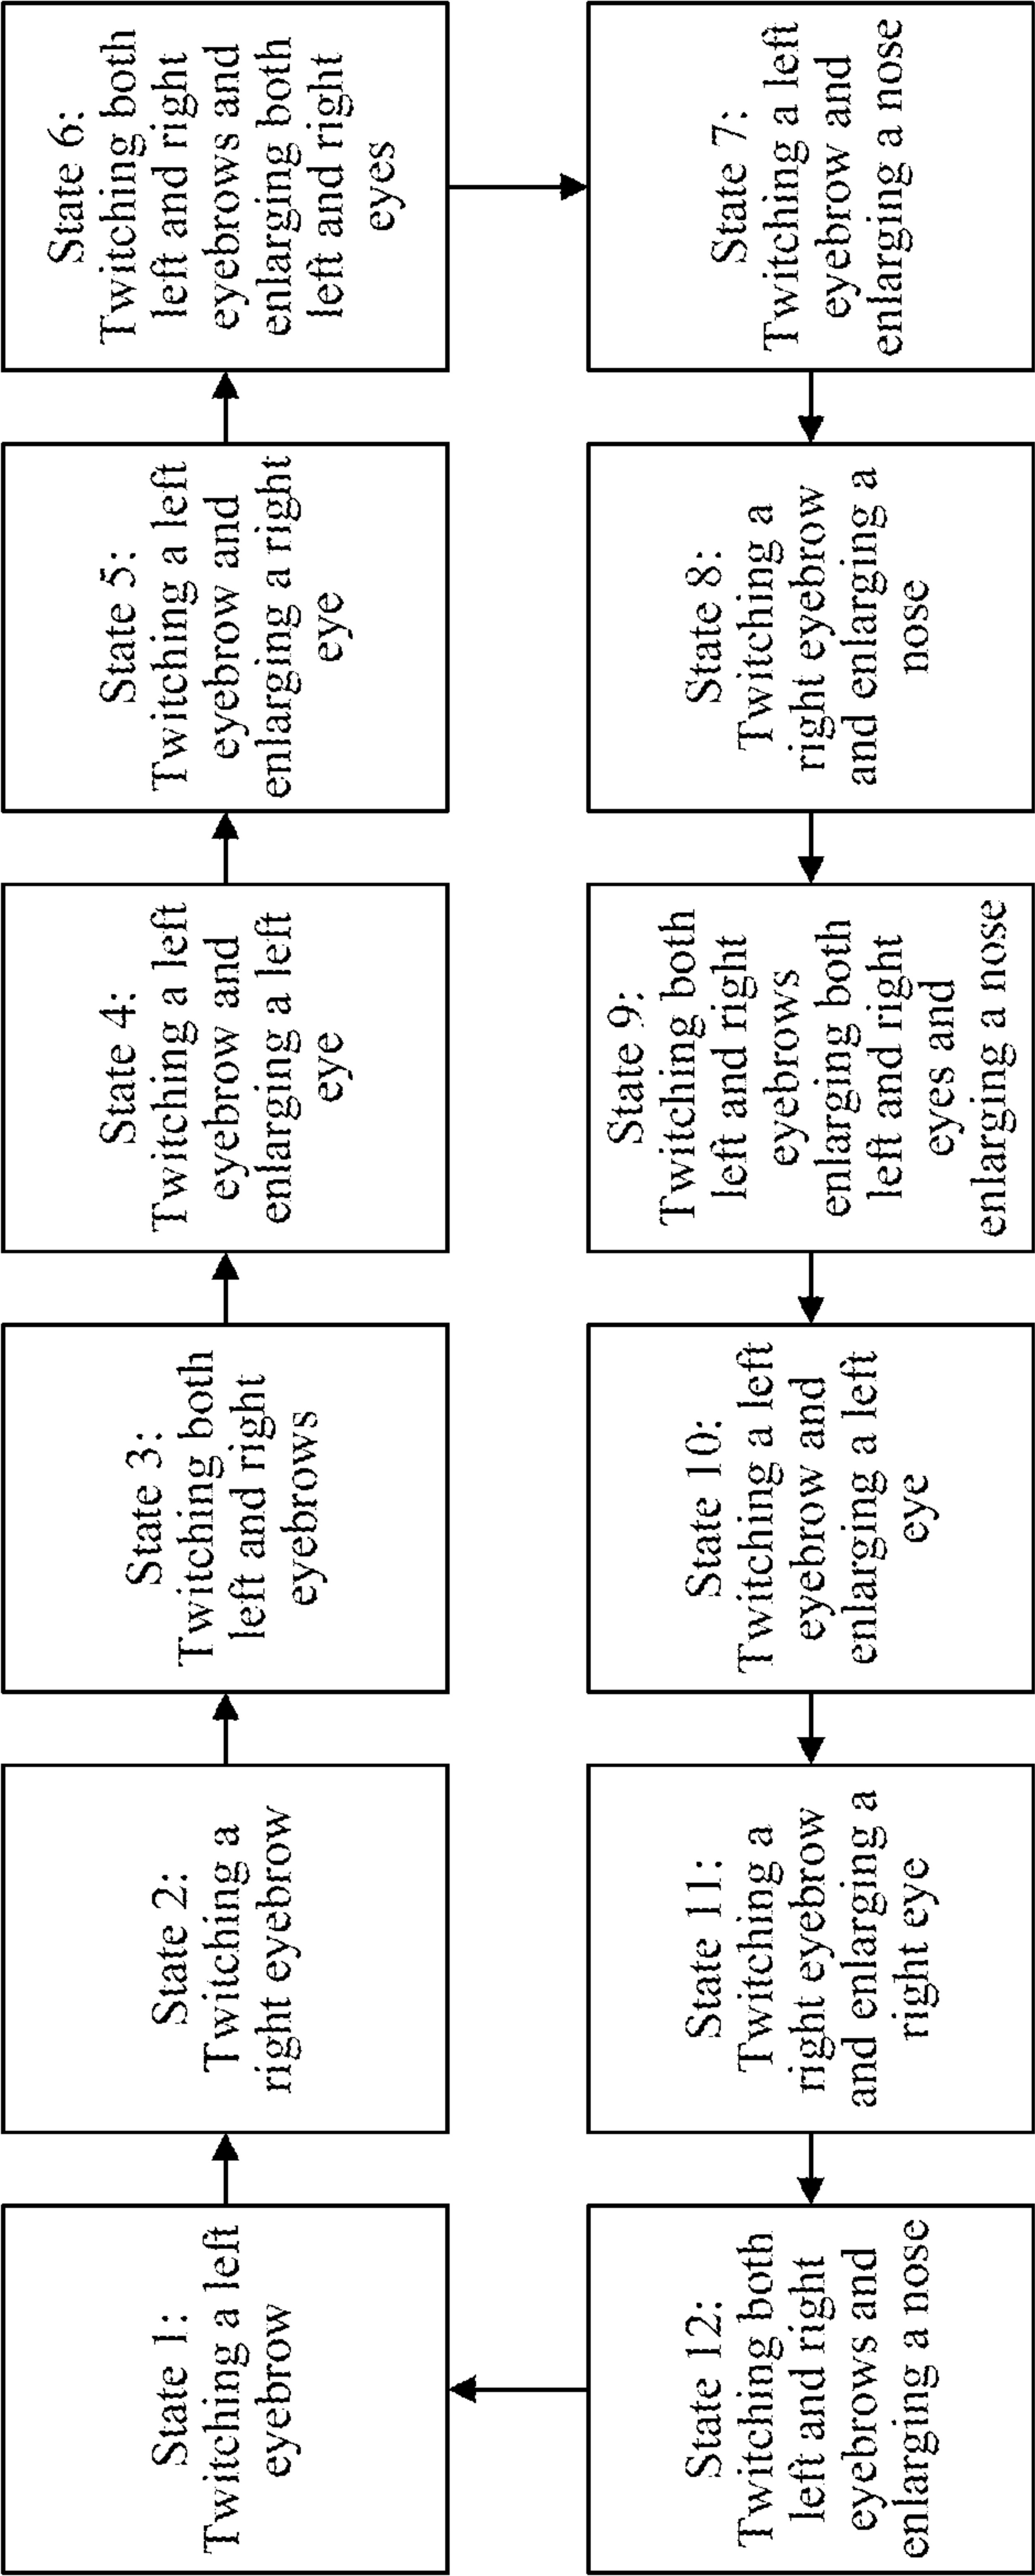 State 1:
Twitching a left
eyebrow
State 2:
Twitching a
right eyebrow
State 3:
Twitching both
left and right
eyebrows
State 4:
Twitching a left
eyebrow and
enlarging a left
eye
State 5:
Twitching a left
eyebrow and
enlarging a right
eye
State 6:
Twitching both
left and right
eyebrows and
enlarging both
left and right
eyes
State 7:
Twitching a left
eyebrow and
enlarging a nose
State 8:
Twitching a
right eyebrow
and enlarging a
nose
State 9:
Twitching both
left and right
eyebrows
enlarging both
left and right
eyes and
enlarging a nose
State 10:
Twitching a left
eyebrow and
enlarging a left
eye
State 11:
Twitching a
right eyebrow
and enlarging a
right eye
State 12:
Twitching both
left and right
eyebrows and
enlarging a nose